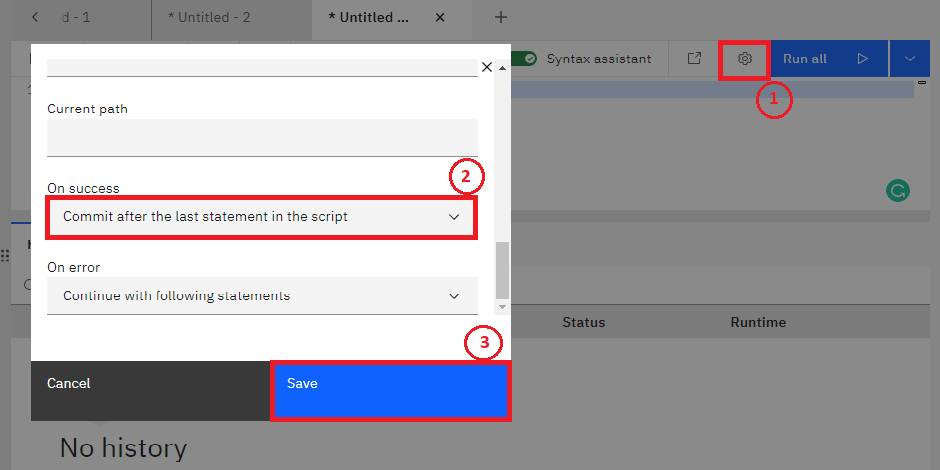 d - 1
* Untitled - 2
* Untitled ...
Syntax assistant
Run all
1
Current path
On success
2
Commit after the last statement in the script
On error
Continue with following statements
Status
Runtime
3
Cancel
Save
No history